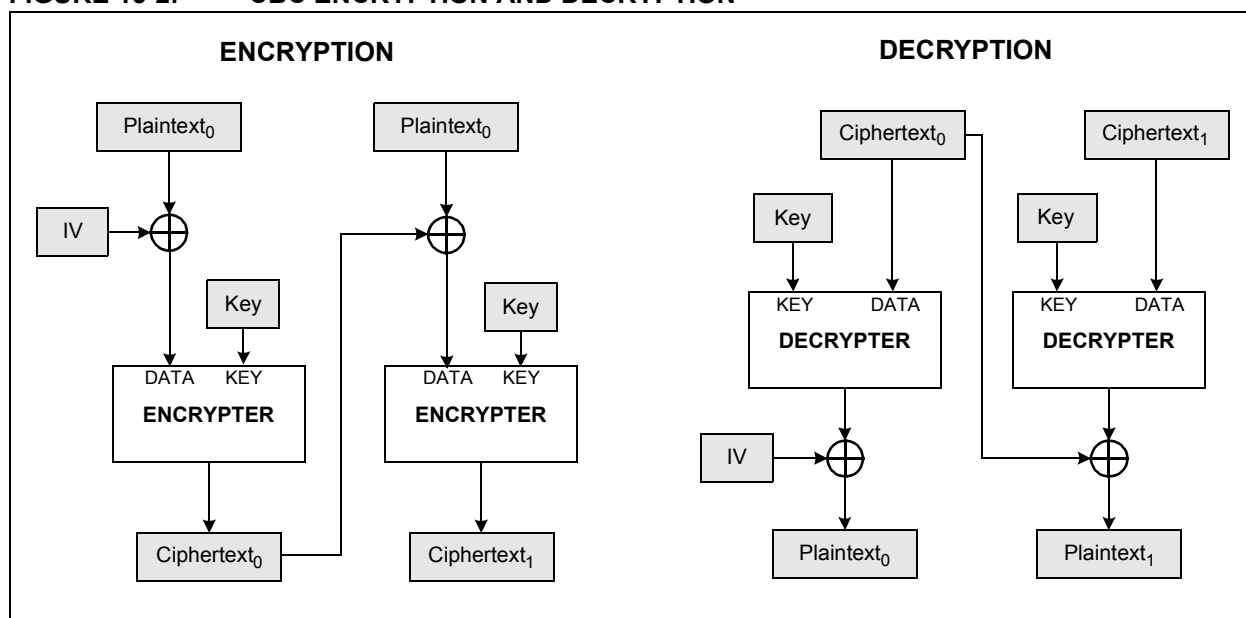 ENCRYPTION
Plaintext0
Plaintext0
IV
Key
Key
DATA KEY
ENCRYPTER
DATA KEY
ENCRYPTER
Ciphertext0
Ciphertext1
DECRYPTION
Ciphertext0
Ciphertext1
Key
Key
KEY DATA
DECRYPTER
KEY DATA
DECRYPTER
IV
Plaintext0
Plaintext1